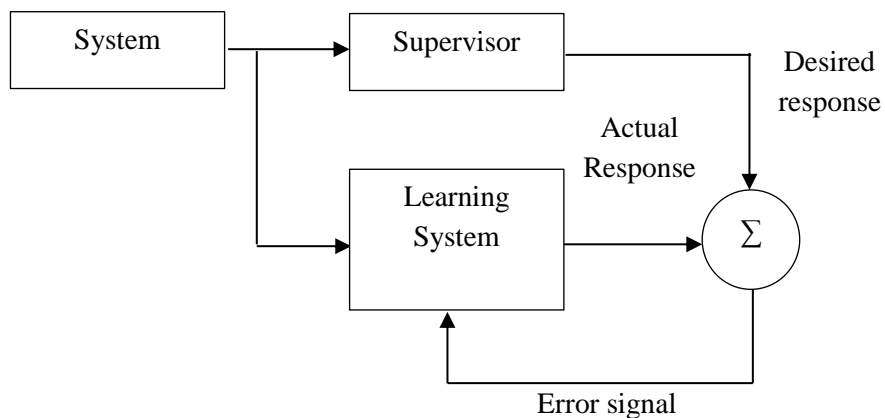 System
Supervisor
Desired
response
Actual
Response
Learning
System
Σ
Error signal